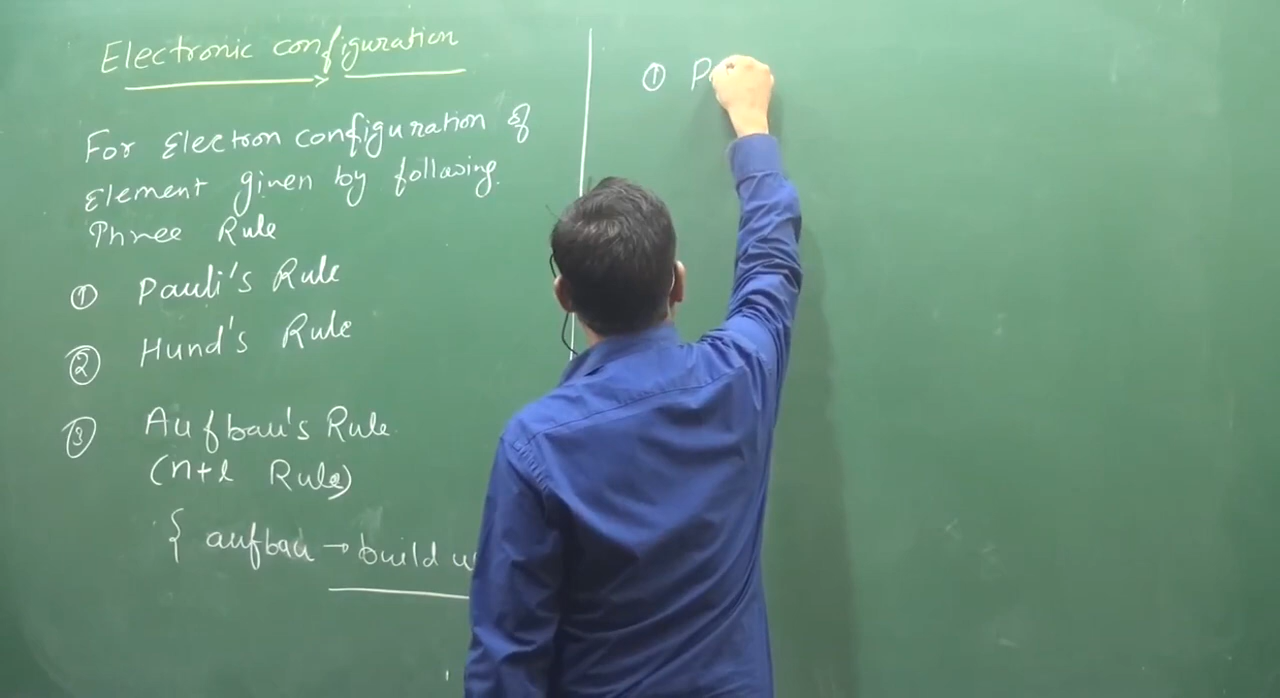 Electronic configuration
For Electron configuration of
Element given by following.
Three Rule
① Pauli's Rule
② Hund's Rule
③ Aufbau's Rule
(n+l Rule)
{ aufbau → build
① P